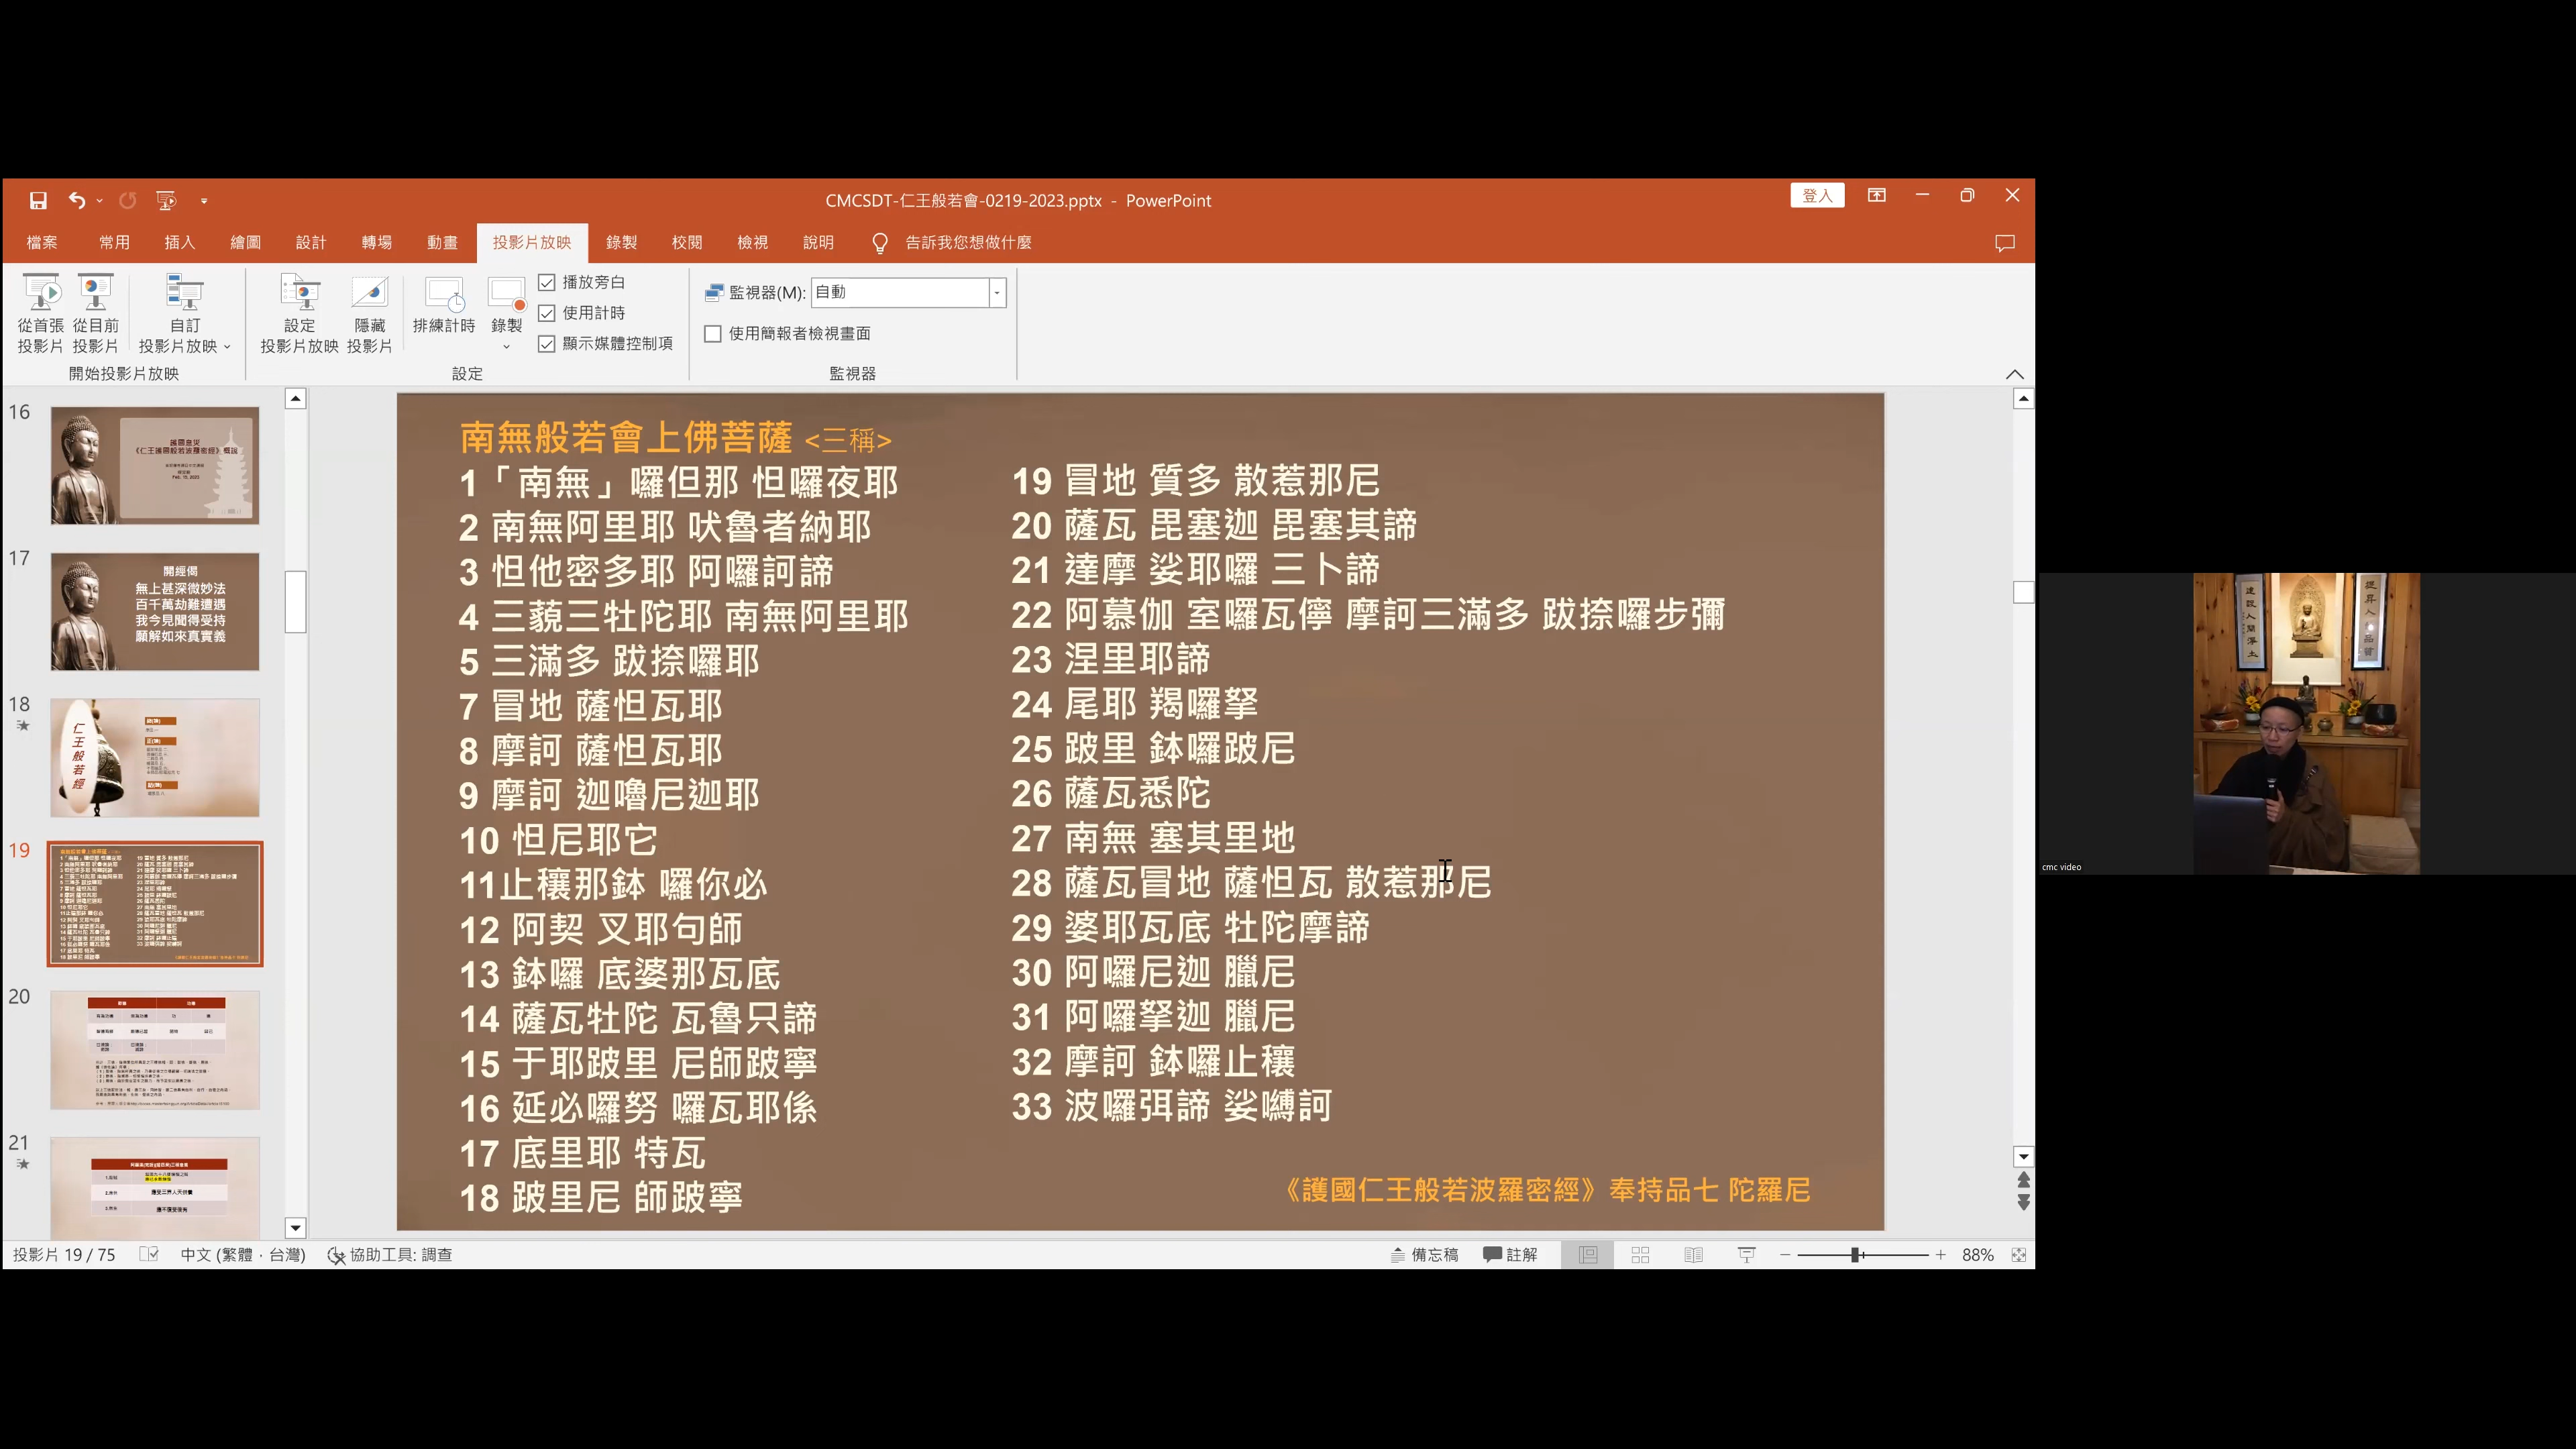 CMCSDT-仁王般若會-0219-2023.pptx - PowerPoint
登入
檔案 常用 插入 繪圖 設計 轉場 動畫 投影片放映 錄製 校閱 檢視 說明 告訴我您想做什麼
從首張投影片
從目前投影片
自訂投影片放映
開始投影片放映
設定投影片放映
隱藏投影片
排練計時
錄製
播放旁白
使用計時
顯示媒體控制項
設定
監視器(M): 自動
使用簡報者檢視畫面
監視器
16
Feb. 19, 2023
17
開經偈
無上甚深微妙法
百千萬劫難遭遇
我今見聞得受持
願解如來真實義
18
仁王般若經
19
20
21
南無般若會上佛菩薩 <三稱>
1「南無」囉但那 怛囉夜耶
2 南無阿里耶 吠魯者納耶
3 怛他密多耶 阿囉訶諦
4 三藐三牡陀耶 南無阿里耶
5 三滿多 跋捺囉耶
7 冒地 薩怛瓦耶
8 摩訶 薩怛瓦耶
9 摩訶 迦嚕尼迦耶
10 怛尼耶它
11止穰那鉢 囉你必
12 阿契 叉耶句師
13 鉢囉 底婆那瓦底
14 薩瓦牡陀 瓦魯只諦
15 于耶跛里 尼師跛寧
16 延必囉努 囉瓦耶係
17 底里耶 特瓦
18 跛里尼 師跛寧
19 冒地 質多 散惹那尼
20 薩瓦 毘塞迦 毘塞其諦
21 達摩 娑耶囉 三卜諦
22 阿慕伽 室囉瓦儜 摩訶三滿多 跋捺囉步彌
23 涅里耶諦
24 尾耶 羯囉拏
25 跛里 鉢囉跛尼
26 薩瓦悉陀
27 南無 塞其里地
28 薩瓦冒地 薩怛瓦 散惹那尼
29 婆耶瓦底 牡陀摩諦
30 阿囉尼迦 臘尼
31 阿囉拏迦 臘尼
32 摩訶 鉢囉止穰
33 波囉弭諦 娑嚩訶
《護國仁王般若波羅密經》奉持品七 陀羅尼
投影片 19 / 75 中文 (繁體，台灣) 協助工具: 調查
備忘稿 註解 88%
建設人間淨土
提昇人品質
cmc video